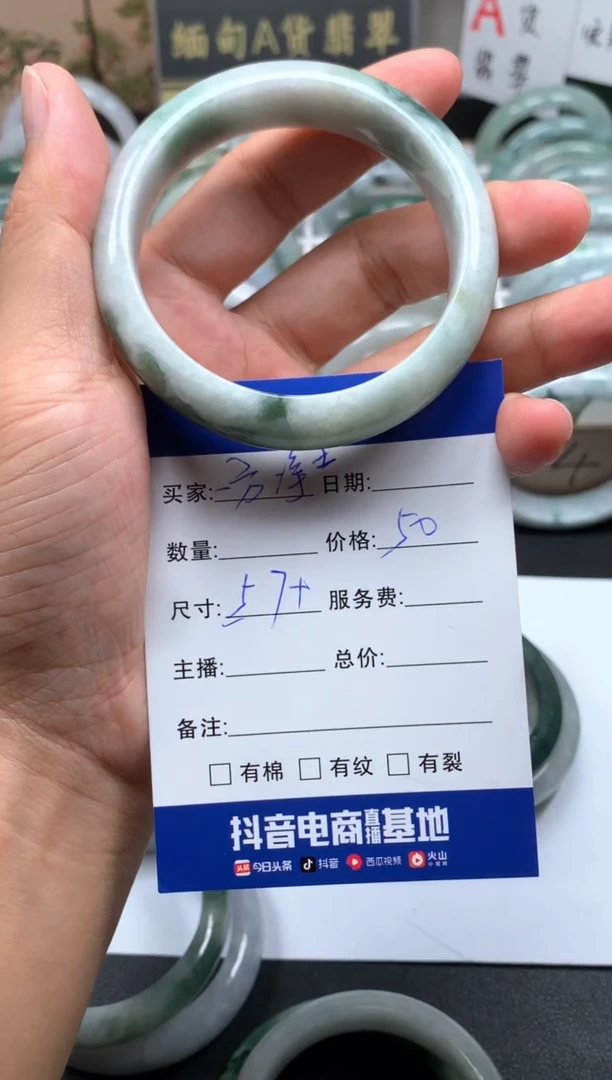 缅甸A货翡翠
A货
翡翠
买家: 日期:
数量: 价格:50
尺寸:57+ 服务费:
主播: 总价:
备注:
有棉 有纹 有裂
抖音电商直播基地
头条 今日头条 抖音 西瓜视频 火山